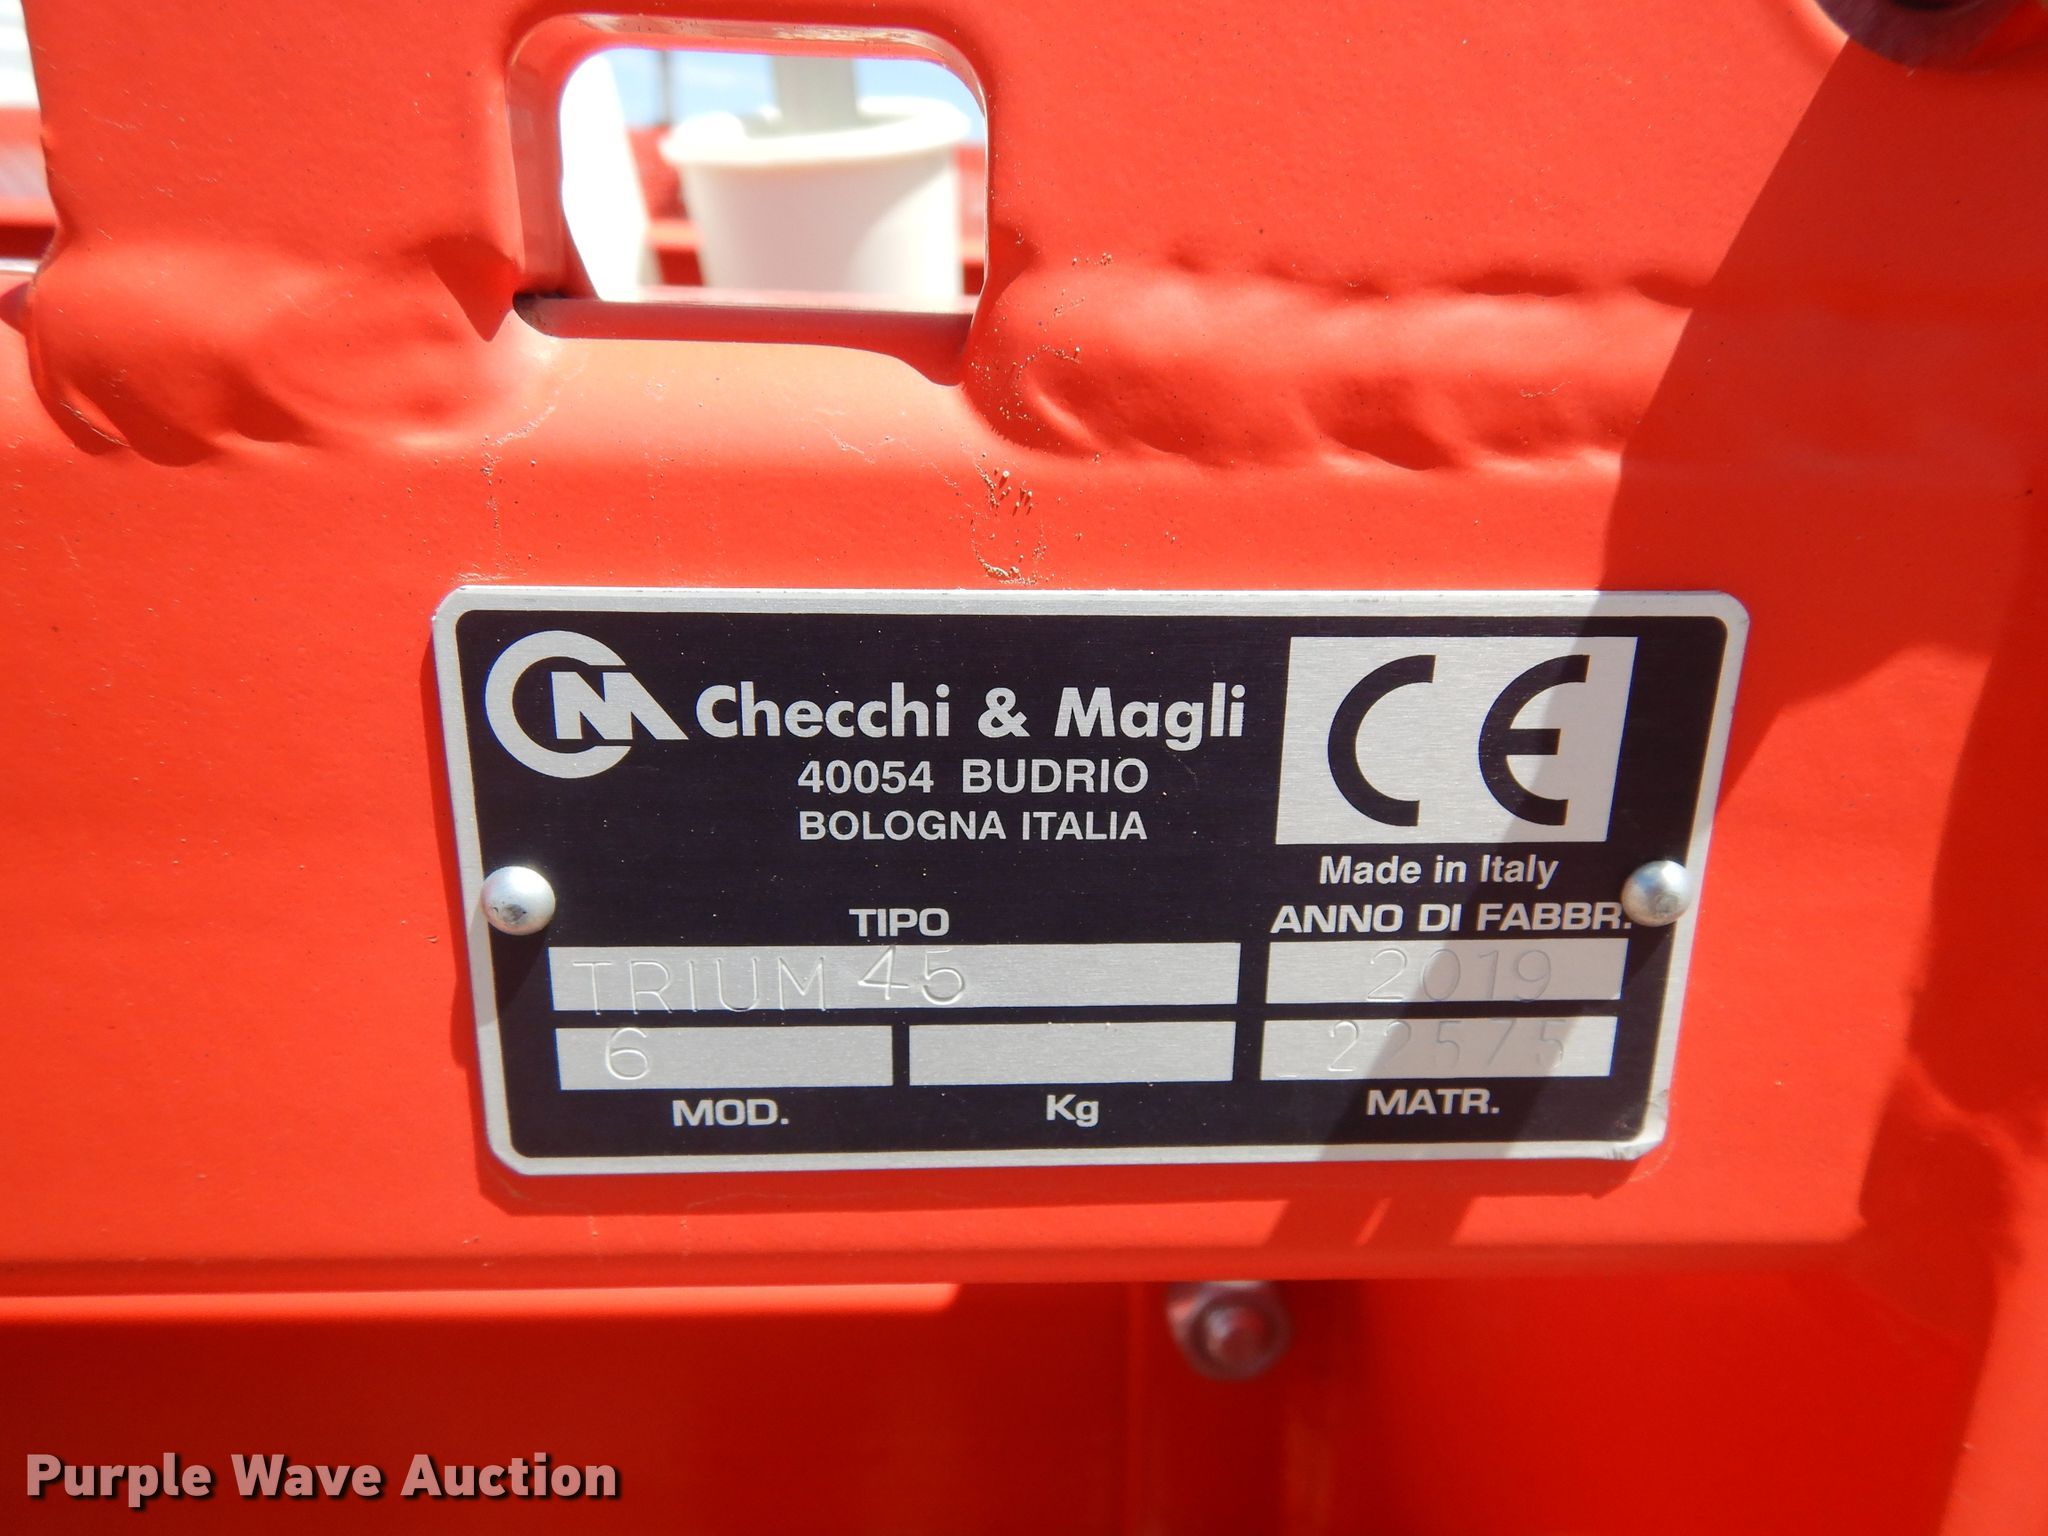 CM Checchi & Magli
40054 BUDRIO
BOLOGNA ITALIA
CE
Made in Italy
TIPO
ANNO DI FABBR.
TRIUM 45
2019
6
22575
MOD.
Kg
MATR.
Purple Wave Auction